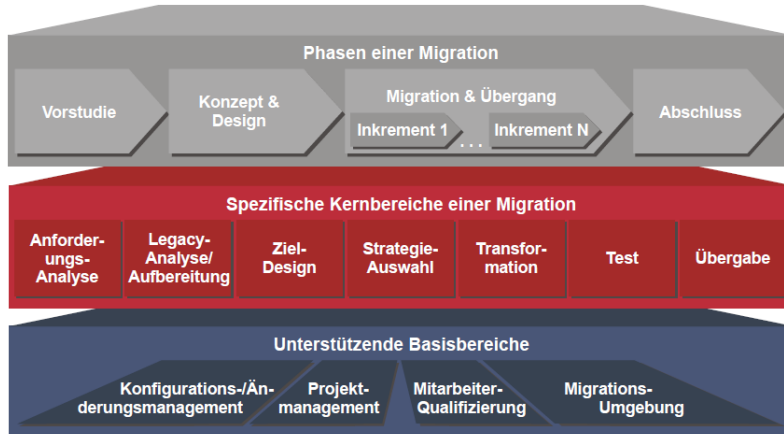 Phasen einer Migration
Vorstudie
Konzept &
Design
Migration & Übergang
Inkrement 1
. . .
Inkrement N
Abschluss
Spezifische Kernbereiche einer Migration
Anforder-
ungs-
Analyse
Legacy-
Analyse/
Aufbereitung
Ziel-
Design
Strategie-
Auswahl
Transfor-
mation
Test
Übergabe
Unterstützende Basisbereiche
Konfigurations-/Än-
derungsmanagement
Projekt-
management
Mitarbeiter-
Qualifizierung
Migrations-
Umgebung